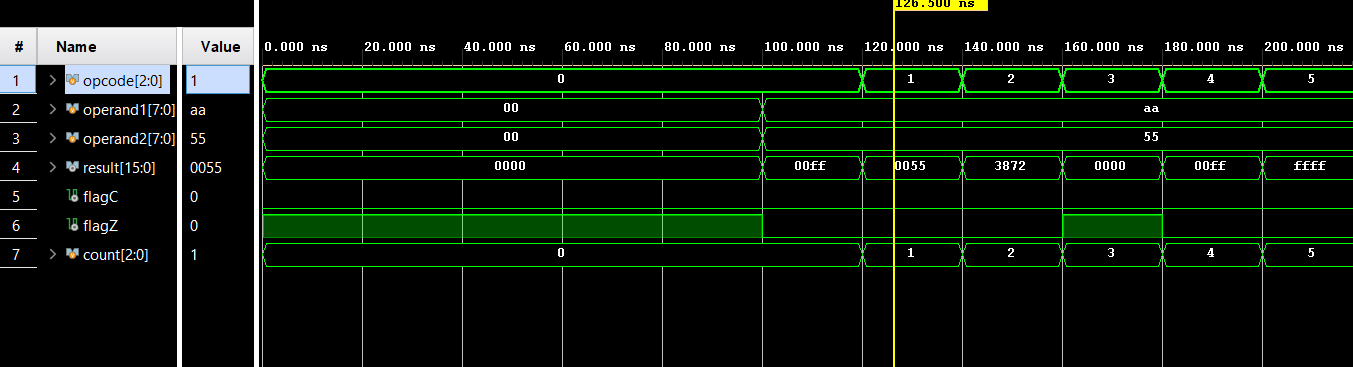 126.500 ns
# Name Value 0.000 ns 20.000 ns 40.000 ns 60.000 ns 80.000 ns 100.000 ns 120.000 ns 140.000 ns 160.000 ns 180.000 ns 200.000 ns
1 opcode[2:0] 1 0 1 2 3 4 5
2 operand1[7:0] aa 00 aa
3 operand2[7:0] 55 00 55
4 result[15:0] 0055 0000 00ff 0055 3872 0000 00ff ffff
5 flagC 0
6 flagZ 0
7 count[2:0] 1 0 1 2 3 4 5